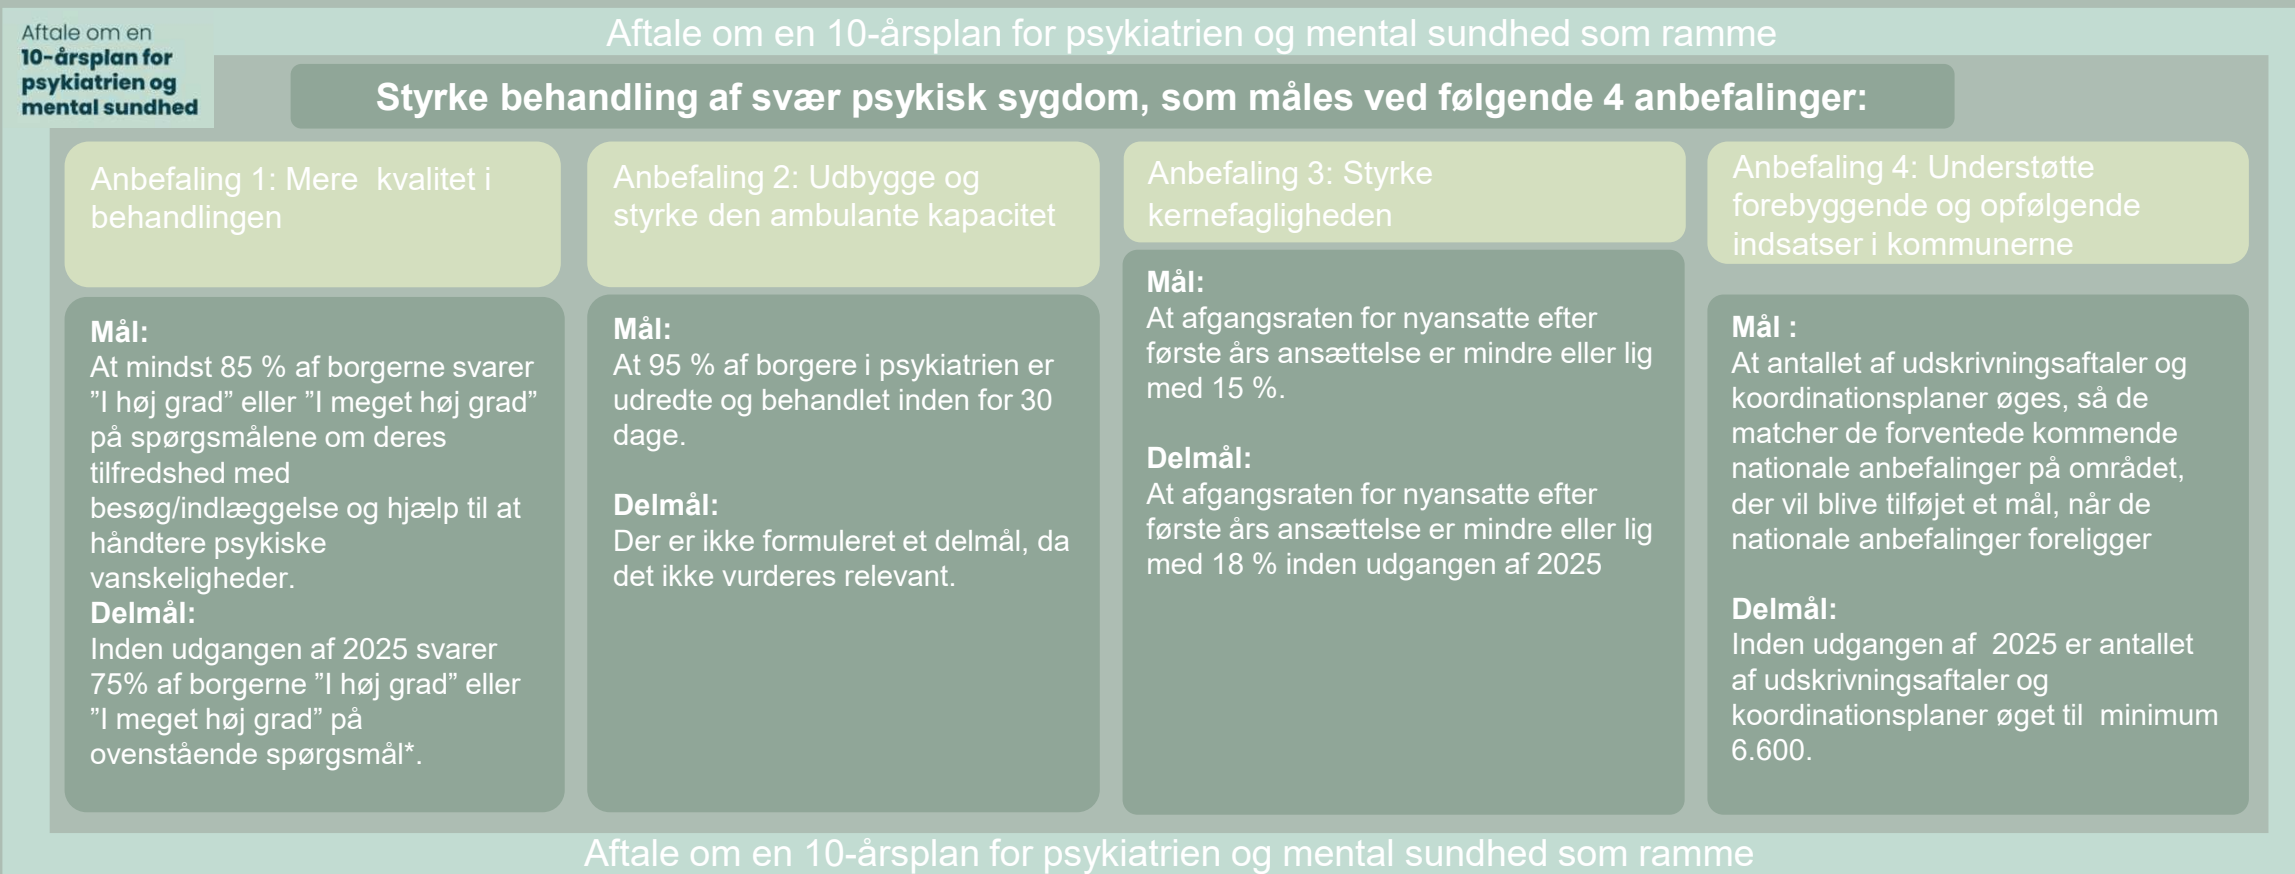 Aftale om en
10-årsplan for
psykiatrien og
mental sundhed
Aftale om en 10-årsplan for psykiatrien og mental sundhed som ramme
Styrke behandling af svær psykisk sygdom, som måles ved følgende 4 anbefalinger:
Anbefaling 1: Mere  kvalitet i
behandlingen
Mål:
At mindst 85 % af borgerne svarer
”I høj grad” eller ”I meget høj grad”
på spørgsmålene om deres
tilfredshed med
besøg/indlæggelse og hjælp til at
håndtere psykiske
vanskeligheder.
Delmål:
Inden udgangen af 2025 svarer
75% af borgerne ”I høj grad” eller
”I meget høj grad” på
ovenstående spørgsmål*.
Anbefaling 2: Udbygge og
styrke den ambulante kapacitet
Mål:
At 95 % af borgere i psykiatrien er
udredte og behandlet inden for 30
dage.
Delmål:
Der er ikke formuleret et delmål, da
det ikke vurderes relevant.
Anbefaling 3: Styrke
kernefagligheden
Mål:
At afgangsraten for nyansatte efter
første års ansættelse er mindre eller lig
med 15 %.
Delmål:
At afgangsraten for nyansatte efter
første års ansættelse er mindre eller lig
med 18 % inden udgangen af 2025
Anbefaling 4: Understøtte
forebyggende og opfølgende
indsatser i kommunerne
Mål :
At antallet af udskrivningsaftaler og
koordinationsplaner øges, så de
matcher de forventede kommende
nationale anbefalinger på området,
der vil blive tilføjet et mål, når de
nationale anbefalinger foreligger
Delmål:
Inden udgangen af  2025 er antallet
af udskrivningsaftaler og
koordinationsplaner øget til  minimum
6.600.
Aftale om en 10-årsplan for psykiatrien og mental sundhed som ramme